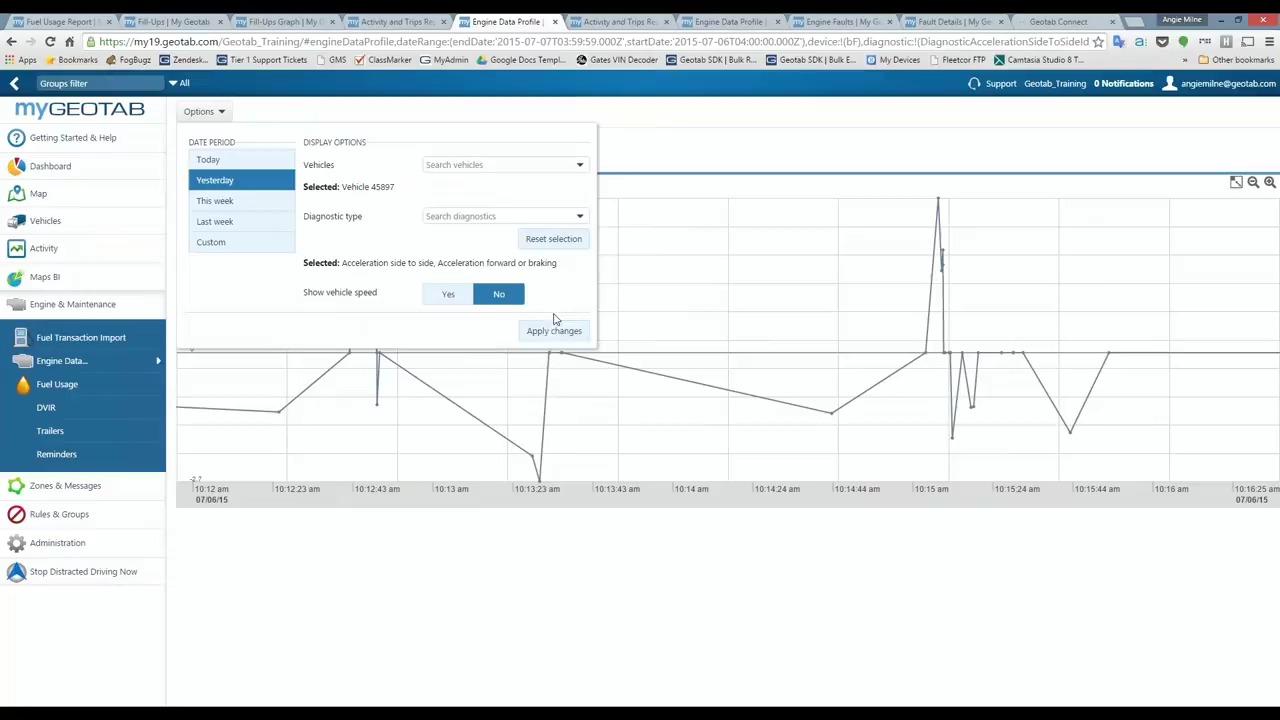 Fuel Usage Report |
Fill-Ups | My Geotab
Fill-Ups Graph | My G
Activity and Trips Rep
Engine Data Profile |
Activity and Trips Rep
Engine Data Profile |
Engine Faults | My Ge
Fault Details | My Ge
Geotab Connect
Angie Milne
https://my19.geotab.com/Geotab_Training/#engineDataProfile,dateRange:(endDate:'2015-07-07T03:59:59.000Z',startDate:'2015-07-06T04:00:00.000Z'),device:!(bF),diagnostic:!(DiagnosticAccelerationSideToSideId
Apps Bookmarks FogBugz Zendesk... Tier 1 Support Tickets GMS ClassMarker MyAdmin Google Docs Templ... Gates VIN Decoder Geotab SDK | Bulk R... Geotab SDK | Bulk E... My Devices Fleetcor FTP Camtasia Studio 8 | T... Other bookmarks
Groups filter All Support Geotab_Training 0 Notifications angiemilne@geotab.com
myGEOTAB
Options
Getting Started & Help
Dashboard
Map
Vehicles
Activity
Maps BI
Engine & Maintenance
Fuel Transaction Import
Engine Data...
Fuel Usage
DVIR
Trailers
Reminders
Zones & Messages
Rules & Groups
Administration
Stop Distracted Driving Now
DATE PERIOD
Today
Yesterday
This week
Last week
Custom
DISPLAY OPTIONS
Vehicles Search vehicles
Selected: Vehicle 45897
Diagnostic type Search diagnostics
Reset selection
Selected: Acceleration side to side, Acceleration forward or braking
Show vehicle speed Yes No
Apply changes
-2.7
10:12 am 10:12:23 am 10:12:43 am 10:13 am 10:13:23 am 10:13:43 am 10:14 am 10:14:24 am 10:14:44 am 10:15 am 10:15:24 am 10:15:44 am 10:16 am 10:16:25 am
07/06/15 07/06/15